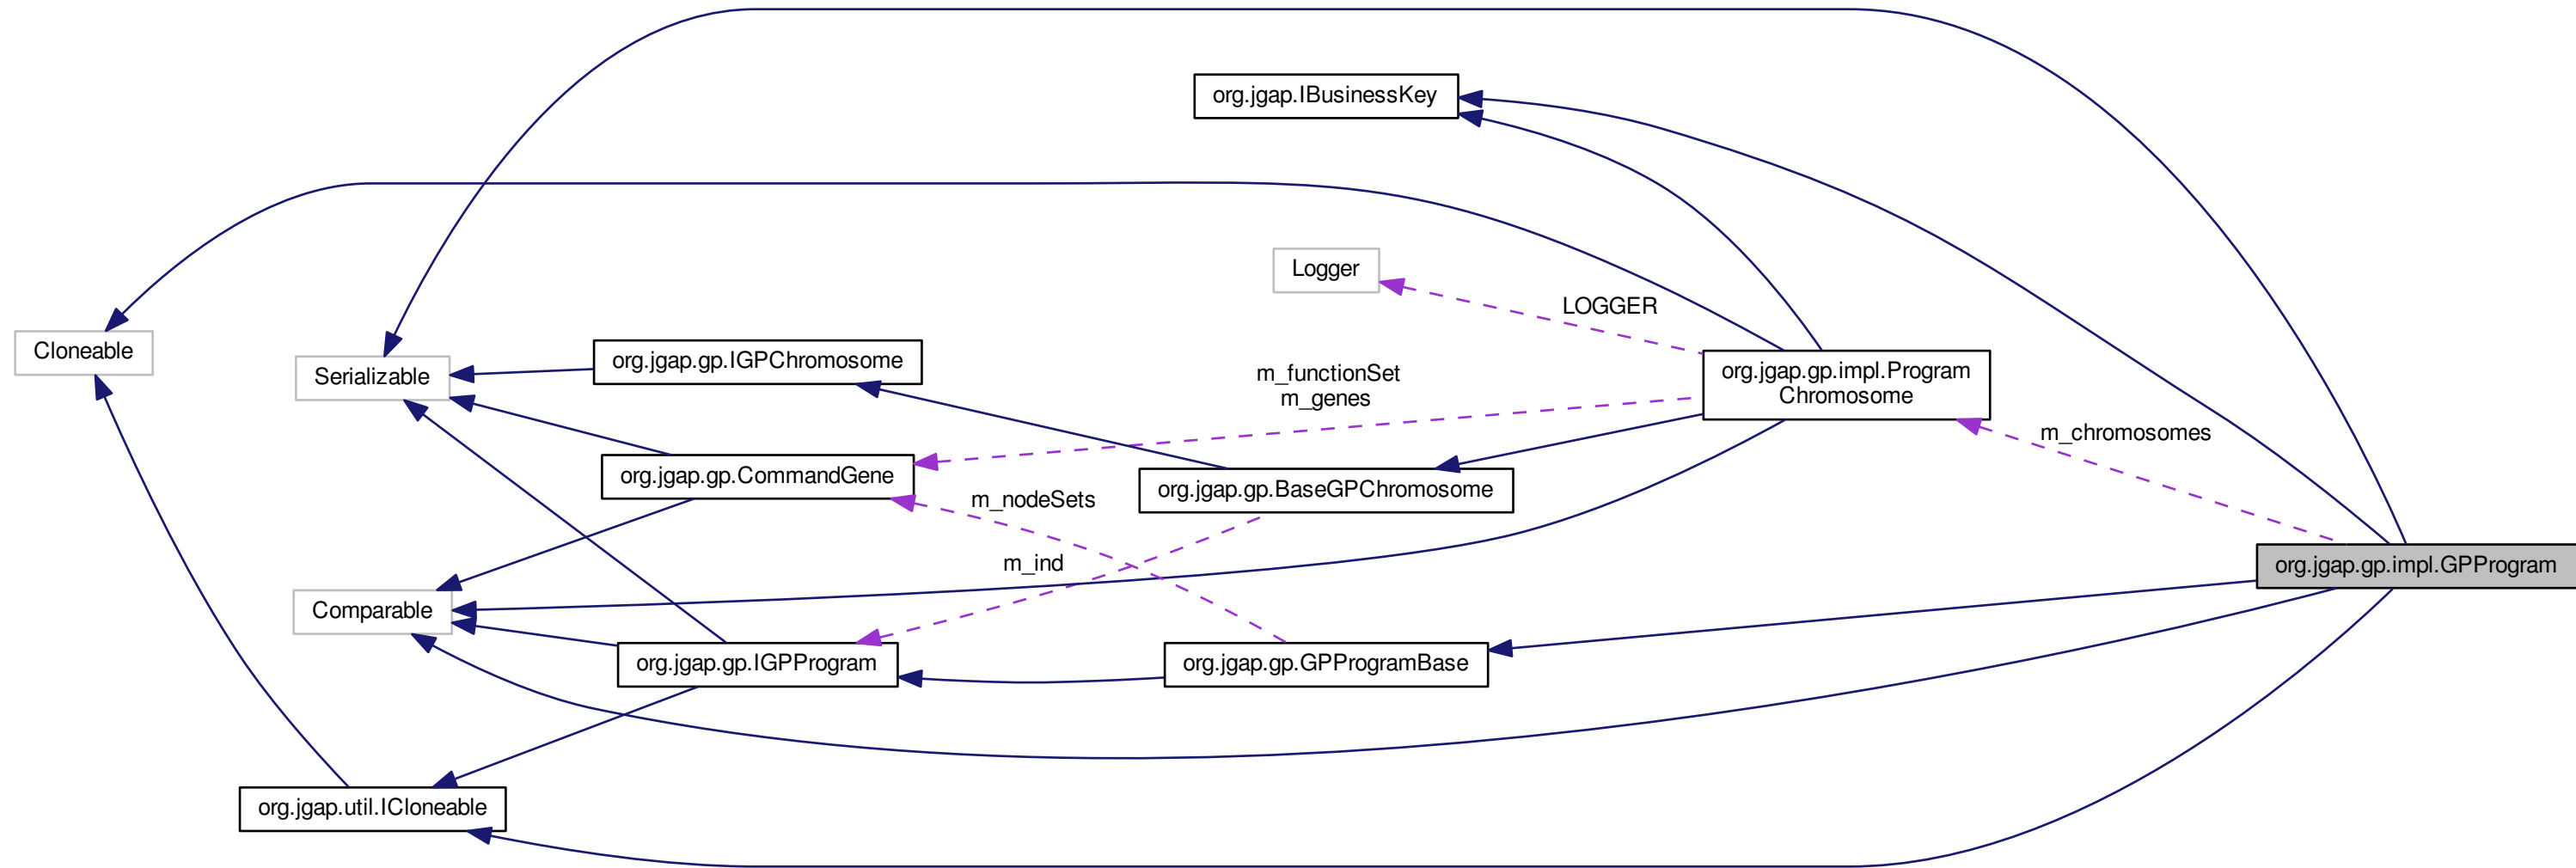 org.jgap.IBusinessKey
Logger
LOGGER
Cloneable
Serializable
org.jgap.gp.IGPChromosome
m_functionSet
m_genes
org.jgap.gp.impl.Program
Chromosome
m_chromosomes
org.jgap.gp.CommandGene
m_nodeSets
org.jgap.gp.BaseGPChromosome
m_ind
org.jgap.gp.impl.GPProgram
Comparable
org.jgap.gp.IGPProgram
org.jgap.gp.GPProgramBase
org.jgap.util.ICloneable